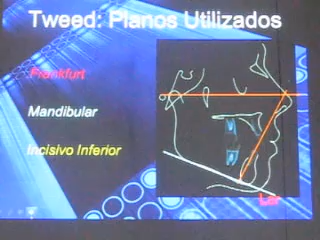 Tweed: Planos Utilizados
Frankfurt
Mandibular
Incisivo Inferior